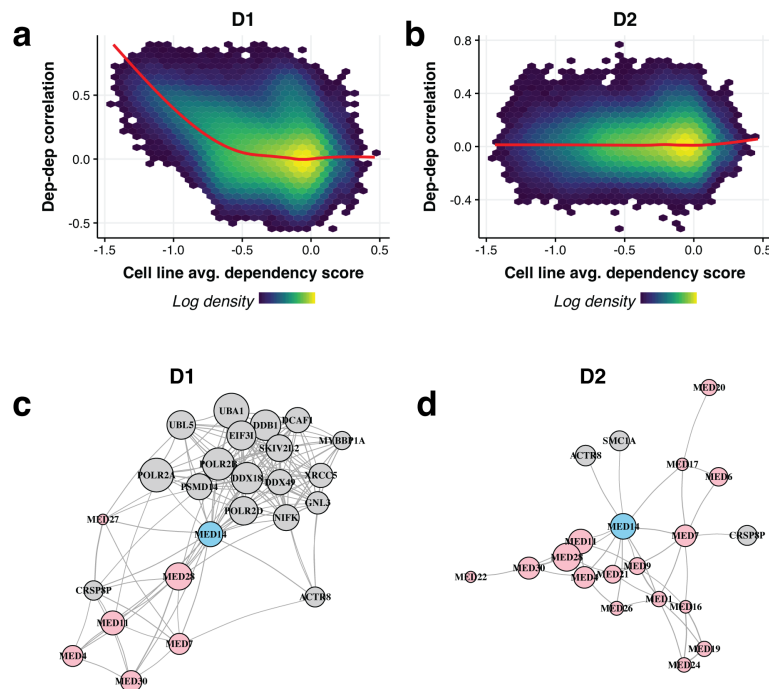 a
D1
Dep-dep correlation
0.5
0.0
-0.5
-1.5 -1.0 -0.5 0.0 0.5
Cell line avg. dependency score
Log density
b
D2
Dep-dep correlation
0.8
0.4
0.0
-0.4
-1.5 -1.0 -0.5 0.0 0.5
Cell line avg. dependency score
Log density
c
D1
UBA1
UBL5
DDB1
DCAF1
EIF3I
MYBBP1A
SKIV2L2
POLR2B
POLR2A
XRCC5
DDX18
DDX49
PSMD14
GNL3
POLR2D
NIFK
MED27
MED14
MED28
CRSP8P
ACTR8
MED11
MED7
MED4
MED30
d
D2
MED20
SMC1A
ACTR8
MED17
MED6
MED14
MED7
CRSP8P
MED11
MED28
MED30
MED9
MED22
MED4
MED21
MED1
MED26
MED16
MED19
MED24